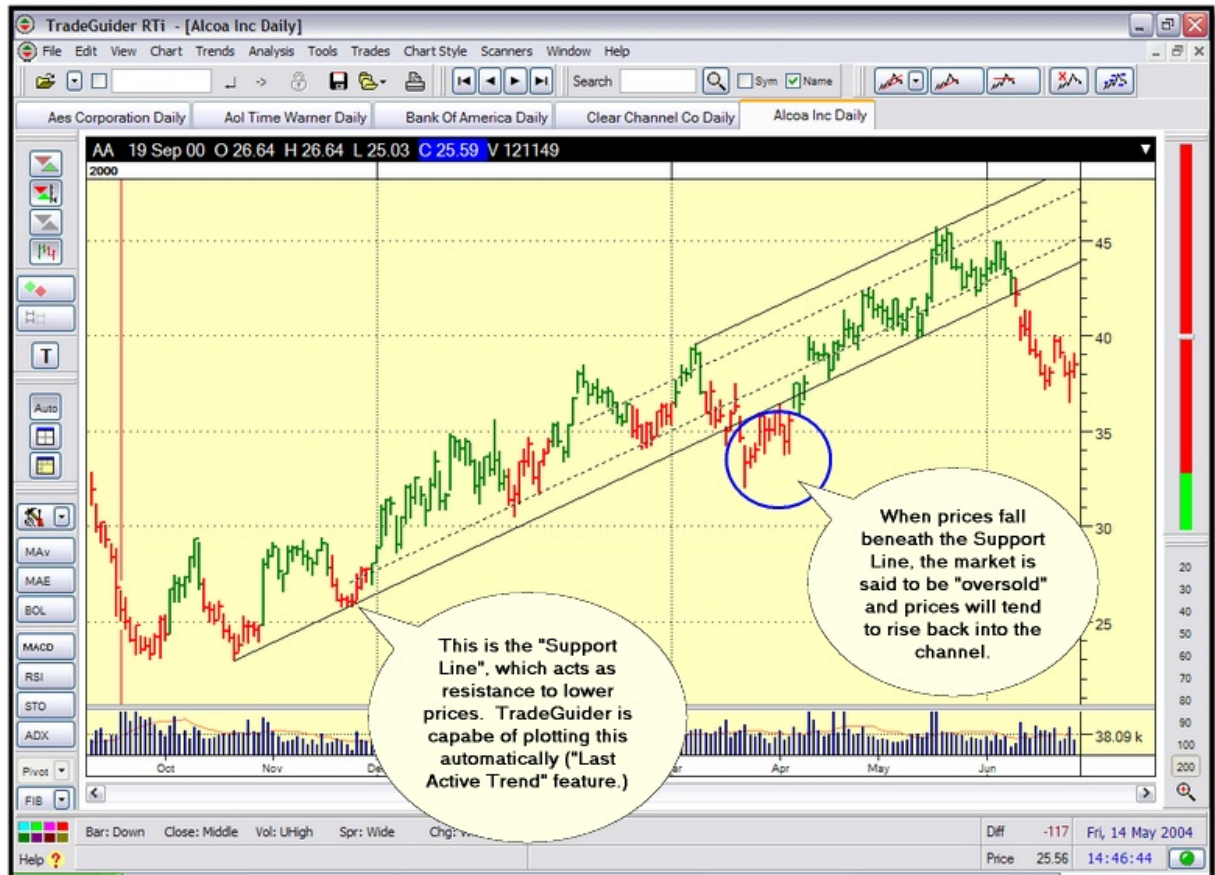 TradeGuider RTi - [Alcoa Inc Daily]
File Edit View Chart Trends Analysis Tools Trades Chart Style Scanners Window Help
Search Sym Name
Aes Corporation Daily Aol Time Warner Daily Bank Of America Daily Clear Channel Co Daily Alcoa Inc Daily
AA 19 Sep 00 O 26.64 H 26.64 L 25.03 C 25.59 V 121149
2000
45
40
35
30
25
38.09 k
T
Auto
MAv
MAE
BOL
MACD
RSI
STO
ADX
Pivot
FIB
When prices fall
beneath the Support
Line, the market is
said to be "oversold"
and prices will tend
to rise back into the
channel.
This is the "Support
Line", which acts as
resistance to lower
prices. TradeGuider is
capabe of plotting this
automatically ("Last
Active Trend" feature.)
20
30
40
50
60
70
80
90
100
200
Oct Nov Apr May Jun
Bar: Down Close: Middle Vol: UHigh Spr: Wide Diff -117 Fri, 14 May 2004
Help ? Price 25.56 14:46:44